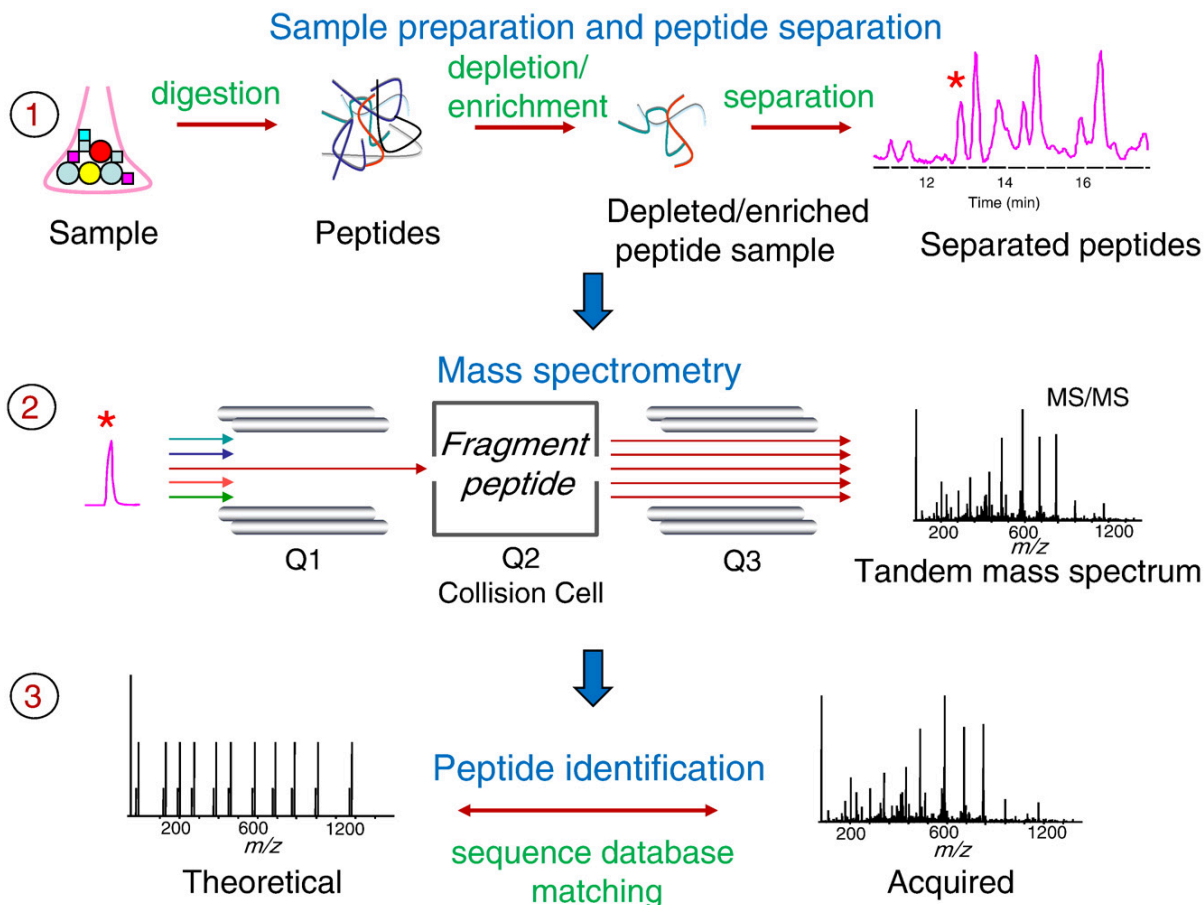 Sample preparation and peptide separation
1
digestion
depletion/
enrichment
separation
*
12
14
16
Time (min)
Sample
Peptides
Depleted/enriched
peptide sample
Separated peptides
Mass spectrometry
2
*
Fragment
peptide
MS/MS
200
600
1200
m/z
Q1
Q2
Q3
Collision Cell
Tandem mass spectrum
3
Peptide identification
sequence database
matching
200
600
1200
m/z
Theoretical
200
600
1200
m/z
Acquired